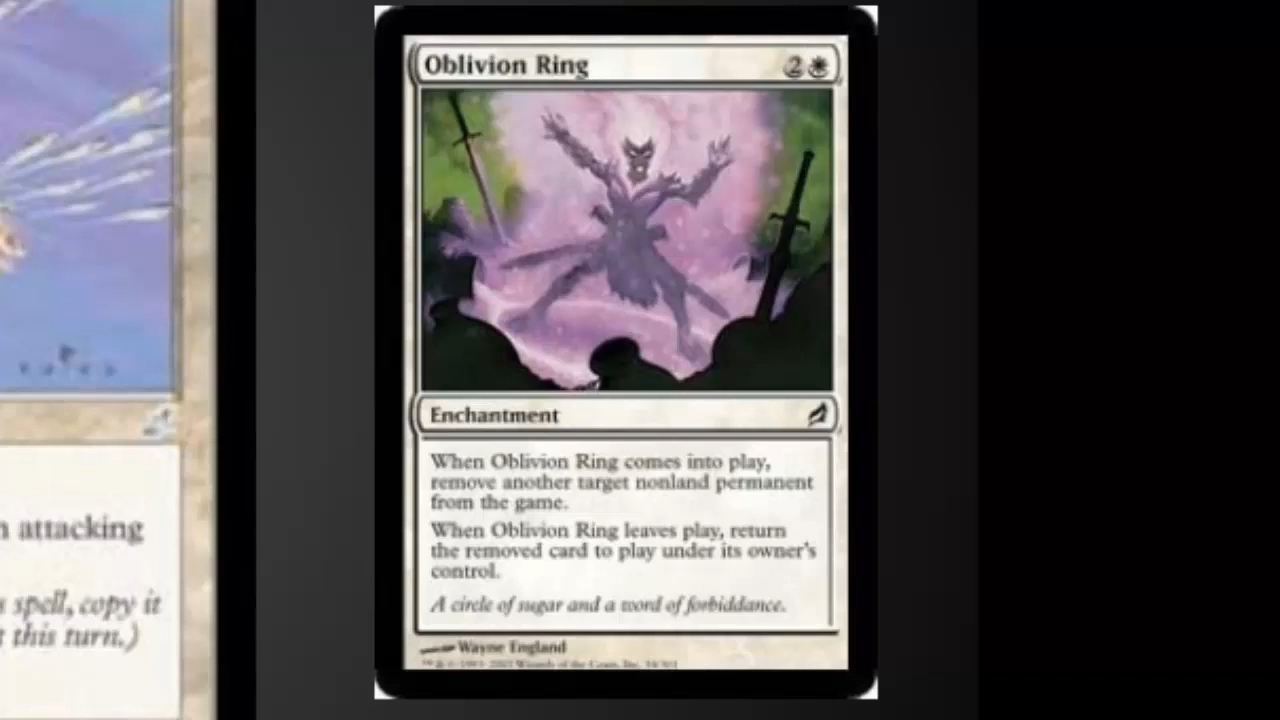 Oblivion Ring 2
Enchantment
When Oblivion Ring comes into play,
remove another target nonland permanent
from the game.
When Oblivion Ring leaves play, return
the removed card to play under its owner's
control.
A circle of sugar and a word of forbiddance.
Wayne England
attacking
spell, copy it
this turn.)